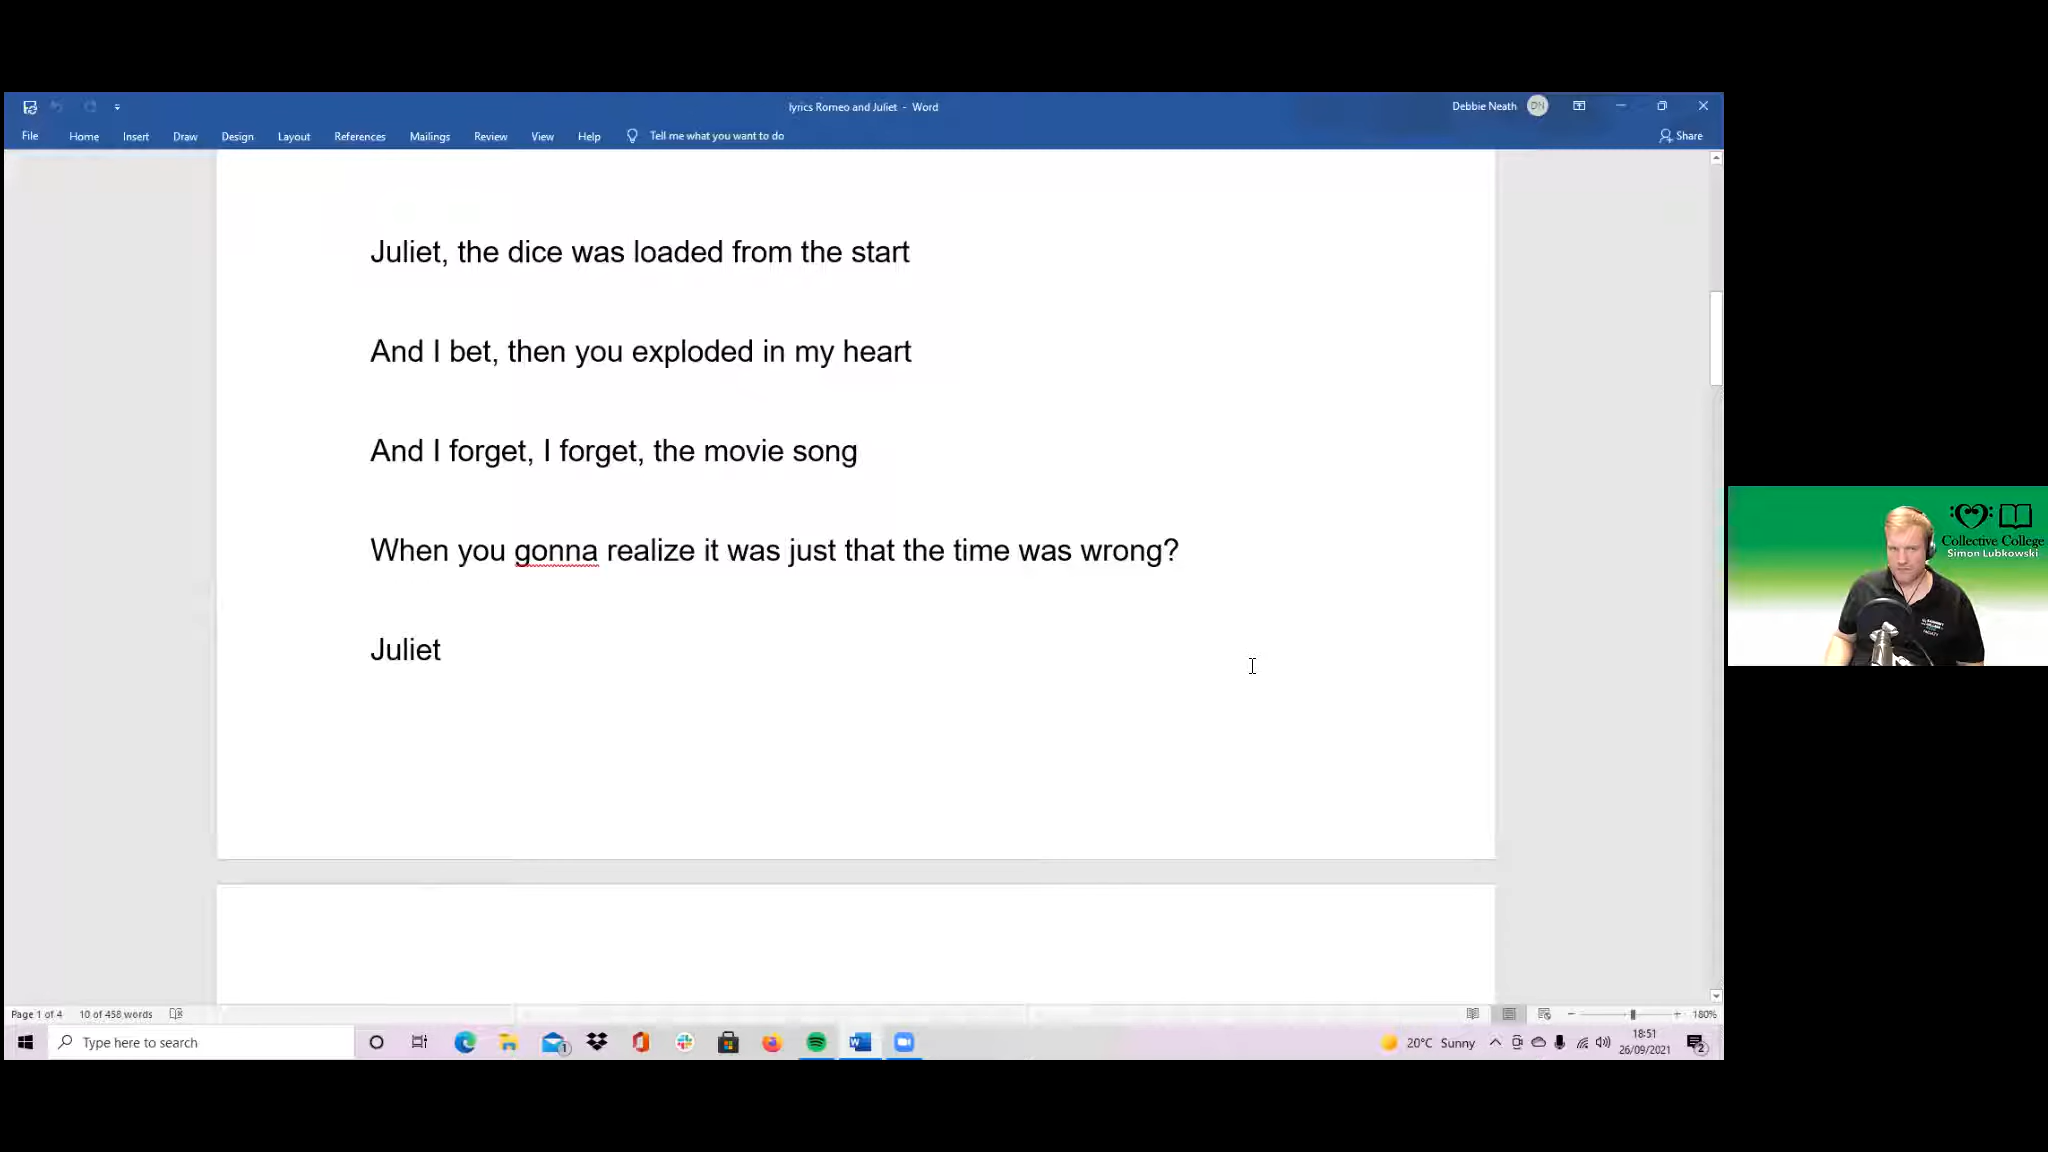 lyrics Romeo and Juliet - Word
Debbie Neath DN
File Home Insert Draw Design Layout References Mailings Review View Help Tell me what you want to do Share
Juliet, the dice was loaded from the start
And I bet, then you exploded in my heart
And I forget, I forget, the movie song
When you gonna realize it was just that the time was wrong?
Juliet
Collective College
Simon Lubkowski
Page 1 of 4 10 of 458 words
180%
Type here to search
1
20°C Sunny
18:51
26/09/2021
2